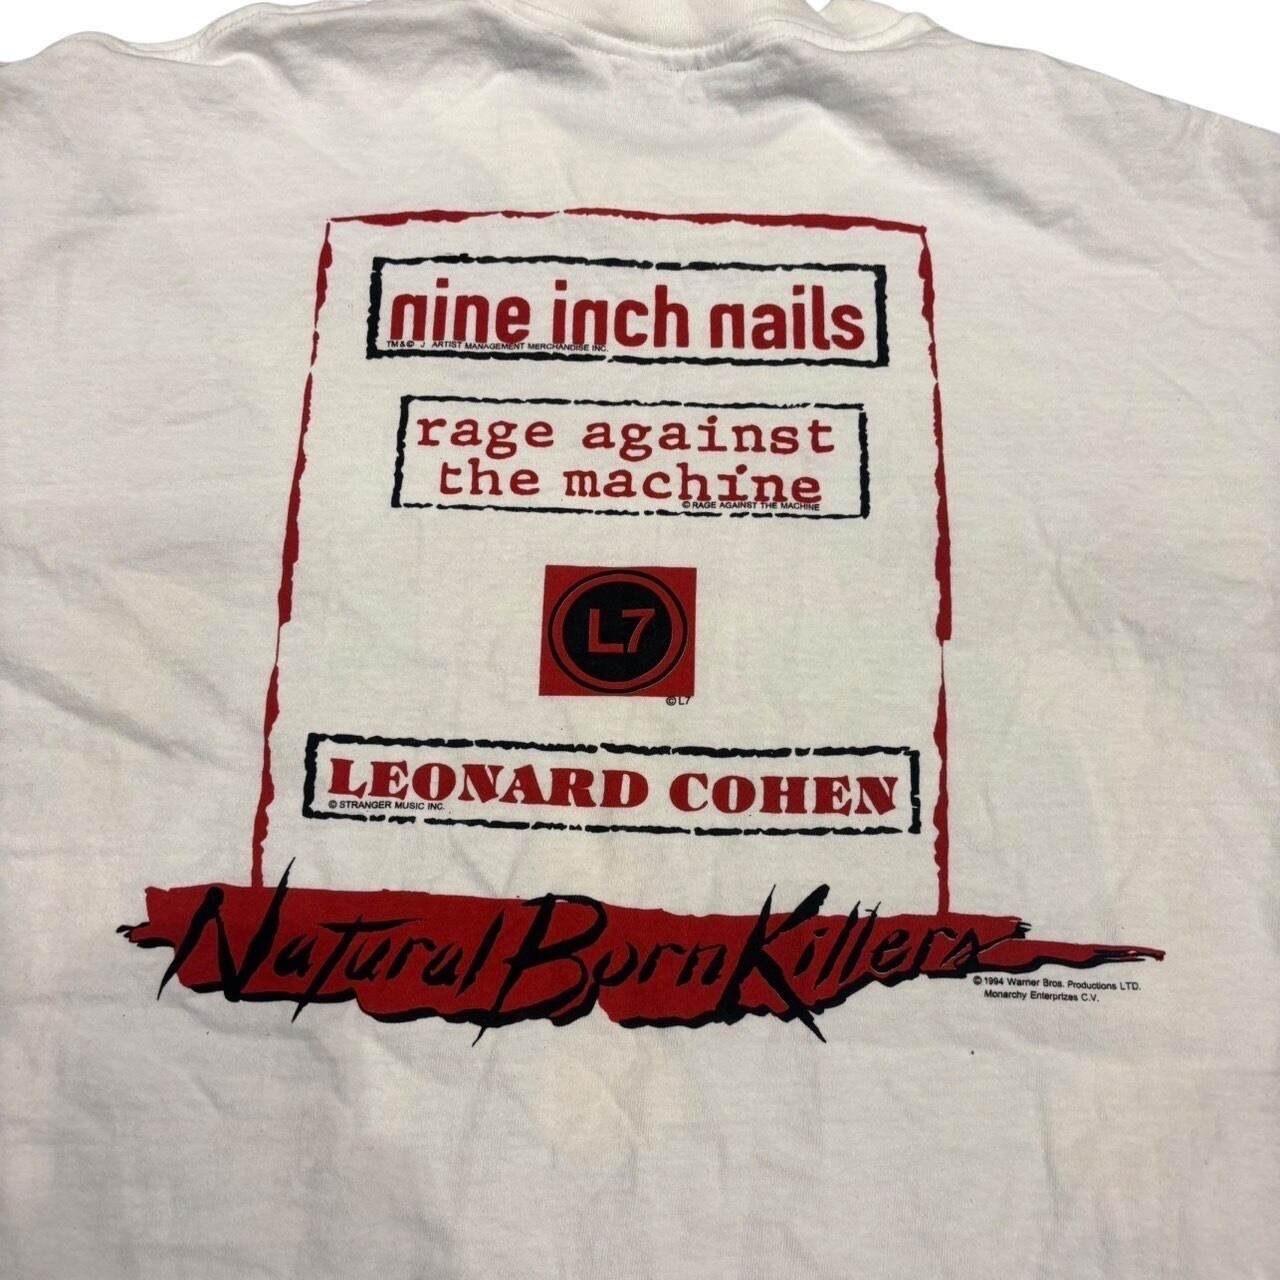 nine inch nails
TM & © J ARTIST MANAGEMENT MERCHANDISE INC.
rage against
the machine
© RAGE AGAINST THE MACHINE
L7
© L7
LEONARD COHEN
© STRANGER MUSIC INC.
Natural Born Killers
© 1994 Warner Bros. Productions LTD.
Monarchy Enterprizes C.V.